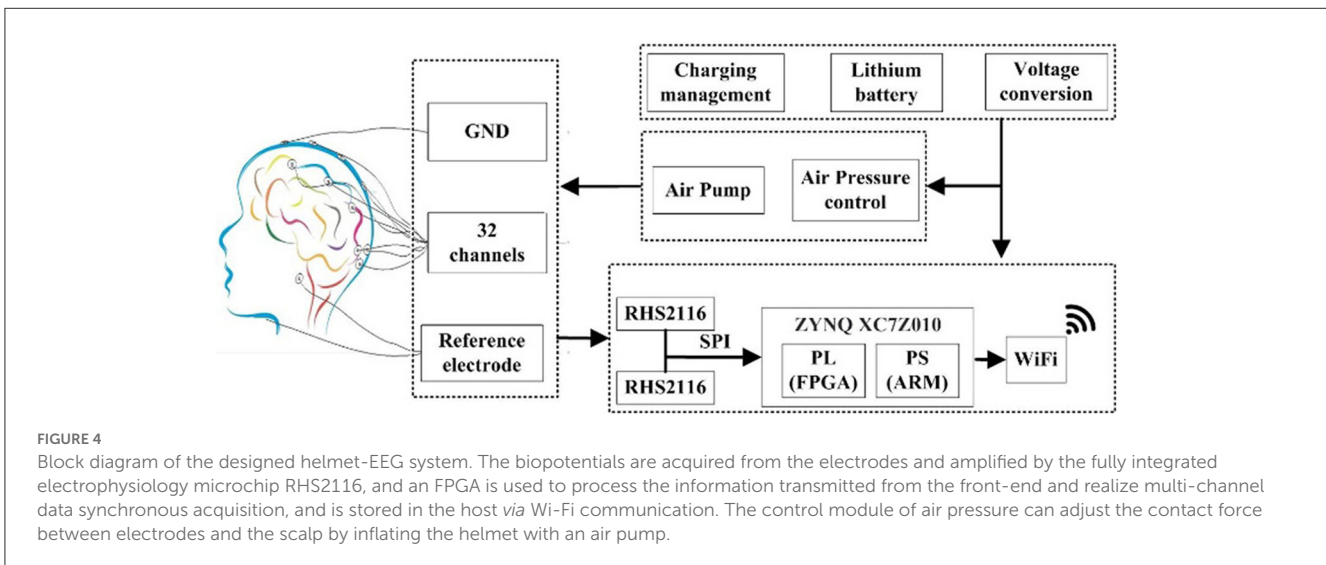 Charging
management
Lithium
battery
Voltage
conversion
GND
Air Pump
Air Pressure
control
32
channels
RHS2116
SPI
RHS2116
ZYNQ XC7Z010
PL
(FPGA)
PS
(ARM)
WiFi
Reference
electrode
FIGURE 4
Block diagram of the designed helmet-EEG system. The biopotentials are acquired from the electrodes and amplified by the fully integrated
electrophysiology microchip RHS2116, and an FPGA is used to process the information transmitted from the front-end and realize multi-channel
data synchronous acquisition, and is stored in the host via Wi-Fi communication. The control module of air pressure can adjust the contact force
between electrodes and the scalp by inflating the helmet with an air pump.